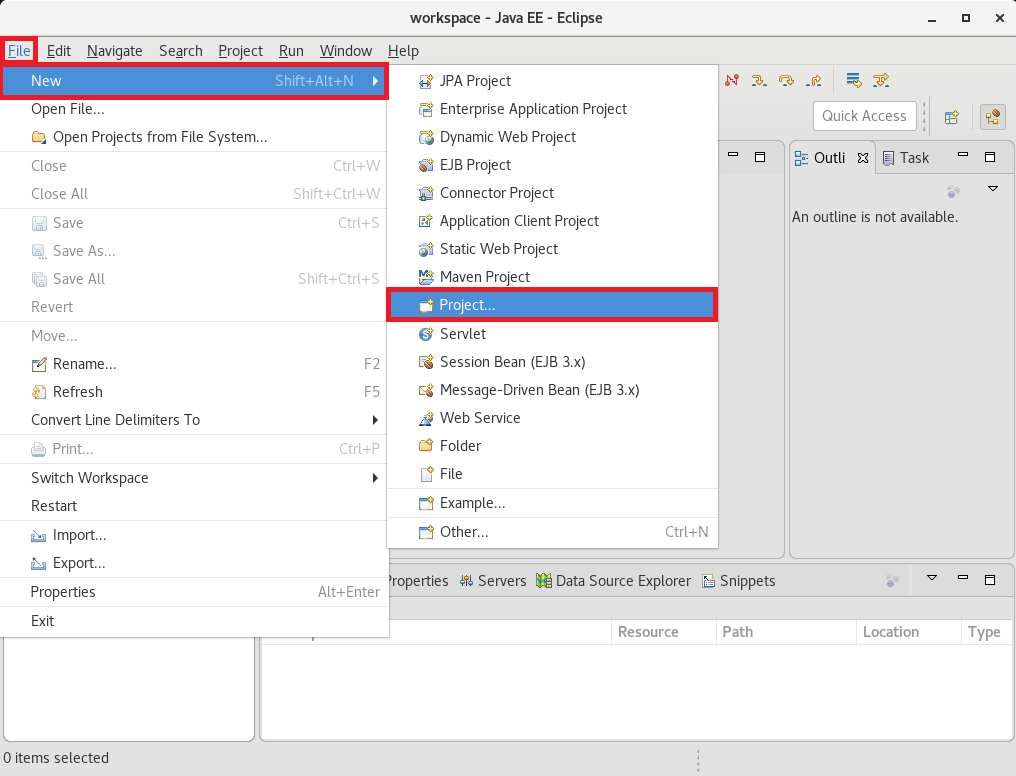 workspace - Java EE - Eclipse
File Edit Navigate Search Project Run Window Help
New Shift+Alt+N
Open File...
Open Projects from File System...
Close Ctrl+W
Close All Shift+Ctrl+W
Save Ctrl+S
Save As...
Save All Shift+Ctrl+S
Revert
Move...
Rename... F2
Refresh F5
Convert Line Delimiters To
Print... Ctrl+P
Switch Workspace
Restart
Import...
Export...
Properties Alt+Enter
Exit
JPA Project
Enterprise Application Project
Dynamic Web Project
EJB Project
Connector Project
Application Client Project
Static Web Project
Maven Project
Project...
Servlet
Session Bean (EJB 3.x)
Message-Driven Bean (EJB 3.x)
Web Service
Folder
File
Example...
Other... Ctrl+N
Quick Access
Outli Task
An outline is not available.
Properties Servers Data Source Explorer Snippets
Resource Path Location Type
0 items selected